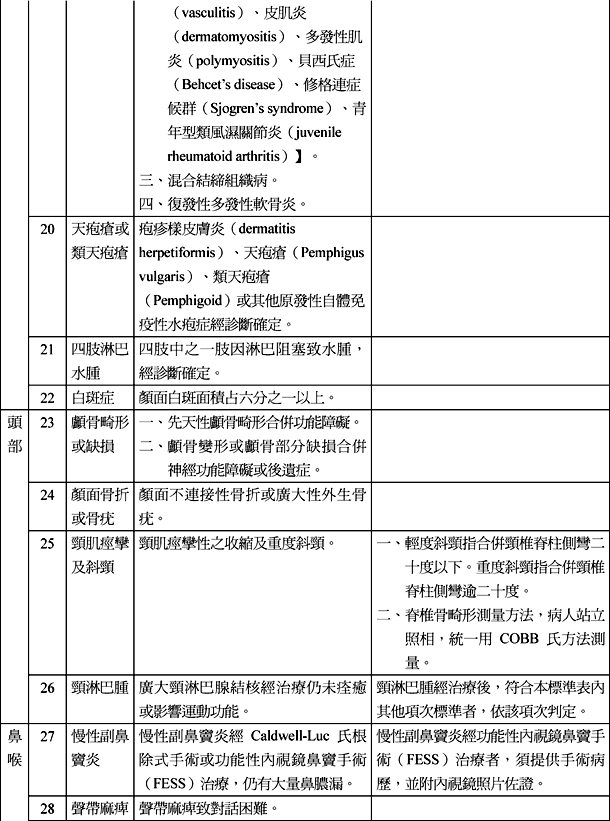 （vasculitis）、皮肌炎
（dermatomyositis）、多發性肌
炎（polymyositis）、貝西氏症
（Behcet's disease）、修格連症
候群（Sjogren's syndrome）、青
年型類風濕關節炎（juvenile
rheumatoid arthritis）】。
三、混合結締組織病。
四、復發性多發性軟骨炎。
20 天疱瘡或類天疱瘡
疱疹樣皮膚炎（dermatitis
herpetiformis）、天疱瘡（Pemphigus
vulgaris）、類天疱瘡
（Pemphigoid）或其他原發性自體免
疫性水疱症經診斷確定。
21 四肢淋巴水腫
四肢中之一肢因淋巴阻塞致水腫，
經診斷確定。
22 白斑症 顏面白斑面積占六分之一以上。
頭部
23 顱骨畸形或缺損
一、先天性顱骨畸形合併功能障礙。
二、顱骨變形或顱骨部分缺損合併
神經功能障礙或後遺症。
24 顏面骨折或骨疣
顏面不連接性骨折或廣大性外生骨
疣。
25 頸肌痙攣及斜頸
頸肌痙攣性之收縮及重度斜頸。
一、輕度斜頸指合併頸椎脊柱側彎二
十度以下。重度斜頸指合併頸椎
脊柱側彎逾二十度。
二、脊椎骨畸形測量方法，病人站立
照相，統一用 COBB 氏方法測
量。
26 頸淋巴腫
廣大頸淋巴腺結核經治療仍未痊癒
或影響運動功能。
頸淋巴腫經治療後，符合本標準表內
其他項次標準者，依該項次判定。
鼻喉
27 慢性副鼻竇炎
慢性副鼻竇炎經 Caldwell-Luc 氏根
除式手術或功能性內視鏡鼻竇手術
（FESS）治療，仍有大量鼻膿漏。
慢性副鼻竇炎經功能性內視鏡鼻竇手
術（FESS）治療者，須提供手術病
歷，並附內視鏡照片佐證。
28 聲帶麻痺 聲帶麻痺致對話困難。